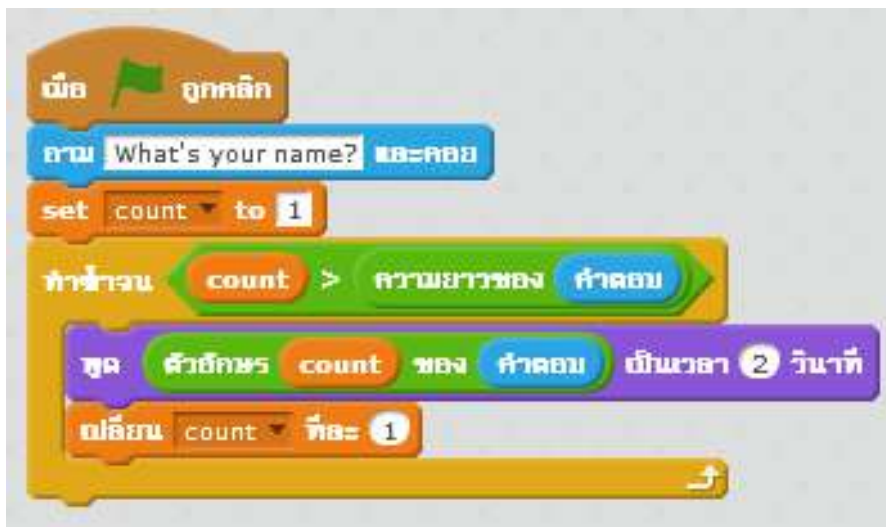 เมื่อ ถูกคลิก
ถาม What's your name? และคอย
set count to 1
ทำซ้ำจน count > ความยาวของ คำตอบ
พูด ตัวอักษร count ของ คำตอบ เป็นเวลา 2 วินาที
เปลี่ยน count ทีละ 1